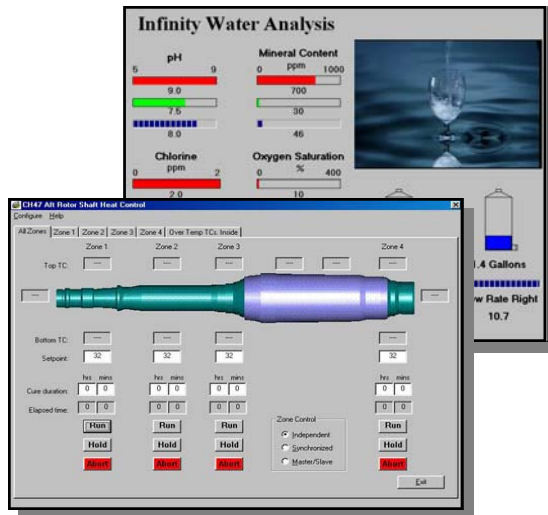 Infinity Water Analysis
pH
Mineral Content
5 9
0 ppm 1000
9.0
700
7.5
30
8.0
46
Chlorine
Oxygen Saturation
ppm 2
0 % 400
2.0
10
.4 Gallons
w Rate Right
10.7
CH47 Aft Rotor Shaft Heat Control
Configure Help
All Zones Zone 1 Zone 2 Zone 3 Zone 4 Over Temp TCs. Inside
Zone 1 Zone 2 Zone 3 Zone 4
Top TC: --- --- --- --- --- ---
--- ---
Bottom TC: --- --- --- ---
Setpoint: 32 32 32 32
hrs mins hrs mins hrs mins hrs mins
Cure duration: 0 0 0 0 0 0 0 0
Elapsed time: 0 0 0 0 0 0 0 0
Run Run Run Run
Hold Hold Hold Hold
Abort Abort Abort Abort
Zone Control
Independent
Synchronized
Master/Slave
Exit